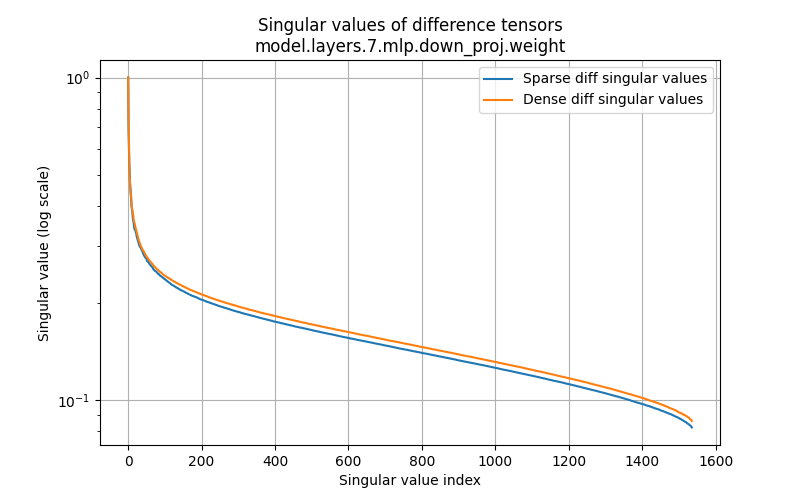 Singular values of difference tensors
model.layers.7.mlp.down_proj.weight
Sparse diff singular values
Dense diff singular values
Singular value (log scale)
10⁰
10⁻¹
0 200 400 600 800 1000 1200 1400 1600
Singular value index